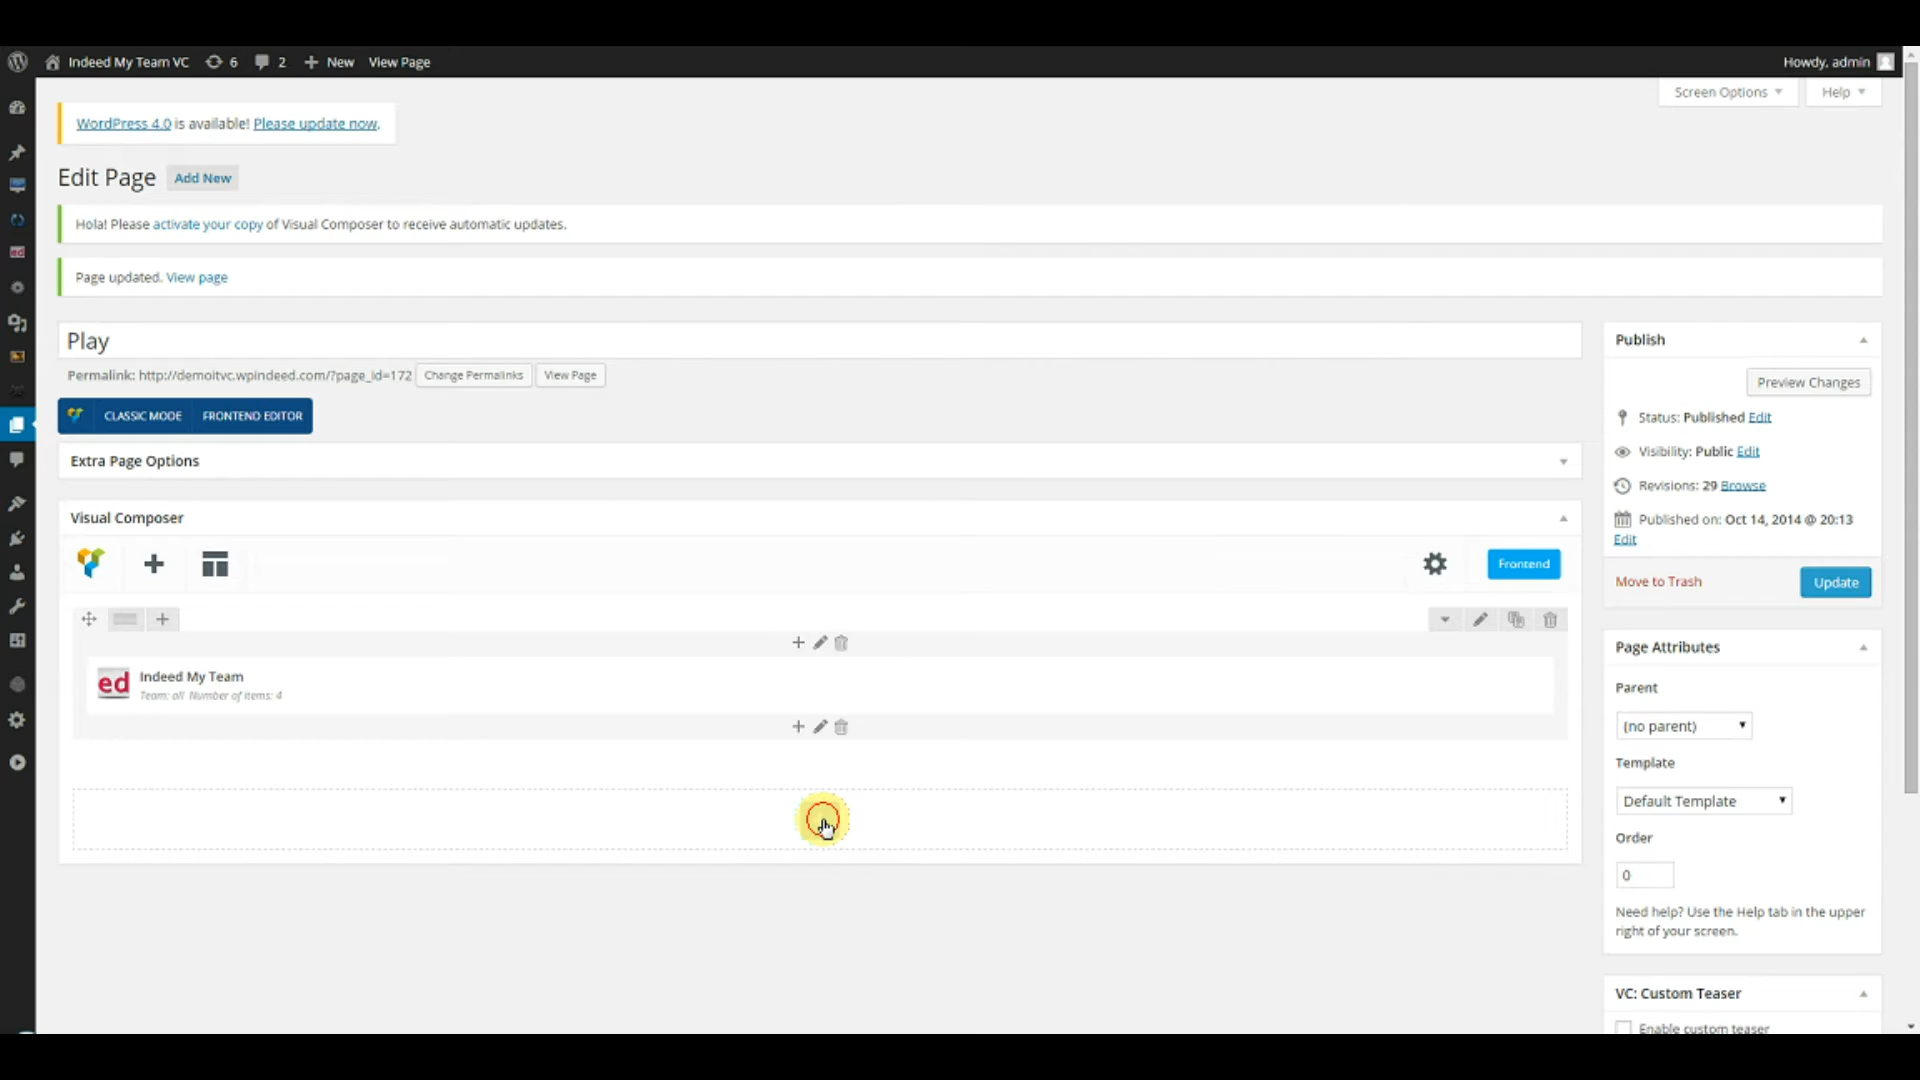 Indeed My Team VC 6 2 New View Page Howdy, admin
Screen Options Help
WordPress 4.0 is available! Please update now.
Edit Page Add New
Hola! Please activate your copy of Visual Composer to receive automatic updates.
Page updated. View page
Play
Permalink: http://demoitvc.wpindeed.com/?page_id=172 Change Permalinks View Page
CLASSIC MODE FRONTEND EDITOR
Extra Page Options
Visual Composer
Frontend
ed Indeed My Team
Team: all Number of items: 4
Publish
Preview Changes
Status: Published Edit
Visibility: Public Edit
Revisions: 29 Browse
Published on: Oct 14, 2014 @ 20:13
Edit
Move to Trash Update
Page Attributes
Parent
(no parent)
Template
Default Template
Order
0
Need help? Use the Help tab in the upper
right of your screen.
VC: Custom Teaser
Enable custom teaser